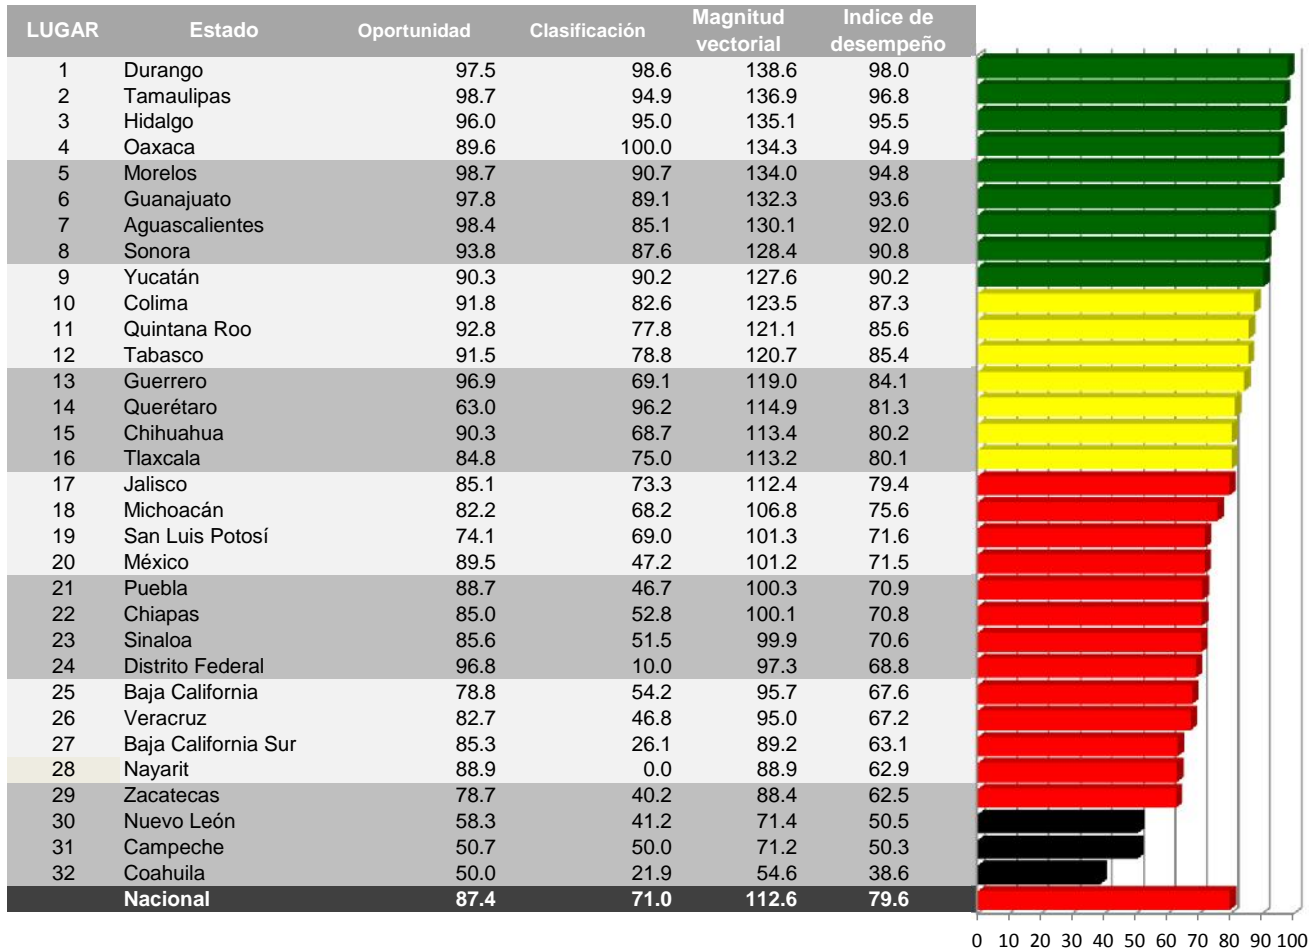 LUGAR Estado Oportunidad Clasificación Magnitud vectorial Indice de desempeño
1 Durango 97.5 98.6 138.6 98.0
2 Tamaulipas 98.7 94.9 136.9 96.8
3 Hidalgo 96.0 95.0 135.1 95.5
4 Oaxaca 89.6 100.0 134.3 94.9
5 Morelos 98.7 90.7 134.0 94.8
6 Guanajuato 97.8 89.1 132.3 93.6
7 Aguascalientes 98.4 85.1 130.1 92.0
8 Sonora 93.8 87.6 128.4 90.8
9 Yucatán 90.3 90.2 127.6 90.2
10 Colima 91.8 82.6 123.5 87.3
11 Quintana Roo 92.8 77.8 121.1 85.6
12 Tabasco 91.5 78.8 120.7 85.4
13 Guerrero 96.9 69.1 119.0 84.1
14 Querétaro 63.0 96.2 114.9 81.3
15 Chihuahua 90.3 68.7 113.4 80.2
16 Tlaxcala 84.8 75.0 113.2 80.1
17 Jalisco 85.1 73.3 112.4 79.4
18 Michoacán 82.2 68.2 106.8 75.6
19 San Luis Potosí 74.1 69.0 101.3 71.6
20 México 89.5 47.2 101.2 71.5
21 Puebla 88.7 46.7 100.3 70.9
22 Chiapas 85.0 52.8 100.1 70.8
23 Sinaloa 85.6 51.5 99.9 70.6
24 Distrito Federal 96.8 10.0 97.3 68.8
25 Baja California 78.8 54.2 95.7 67.6
26 Veracruz 82.7 46.8 95.0 67.2
27 Baja California Sur 85.3 26.1 89.2 63.1
28 Nayarit 88.9 0.0 88.9 62.9
29 Zacatecas 78.7 40.2 88.4 62.5
30 Nuevo León 58.3 41.2 71.4 50.5
31 Campeche 50.7 50.0 71.2 50.3
32 Coahuila 50.0 21.9 54.6 38.6
Nacional 87.4 71.0 112.6 79.6
0 10 20 30 40 50 60 70 80 90 100